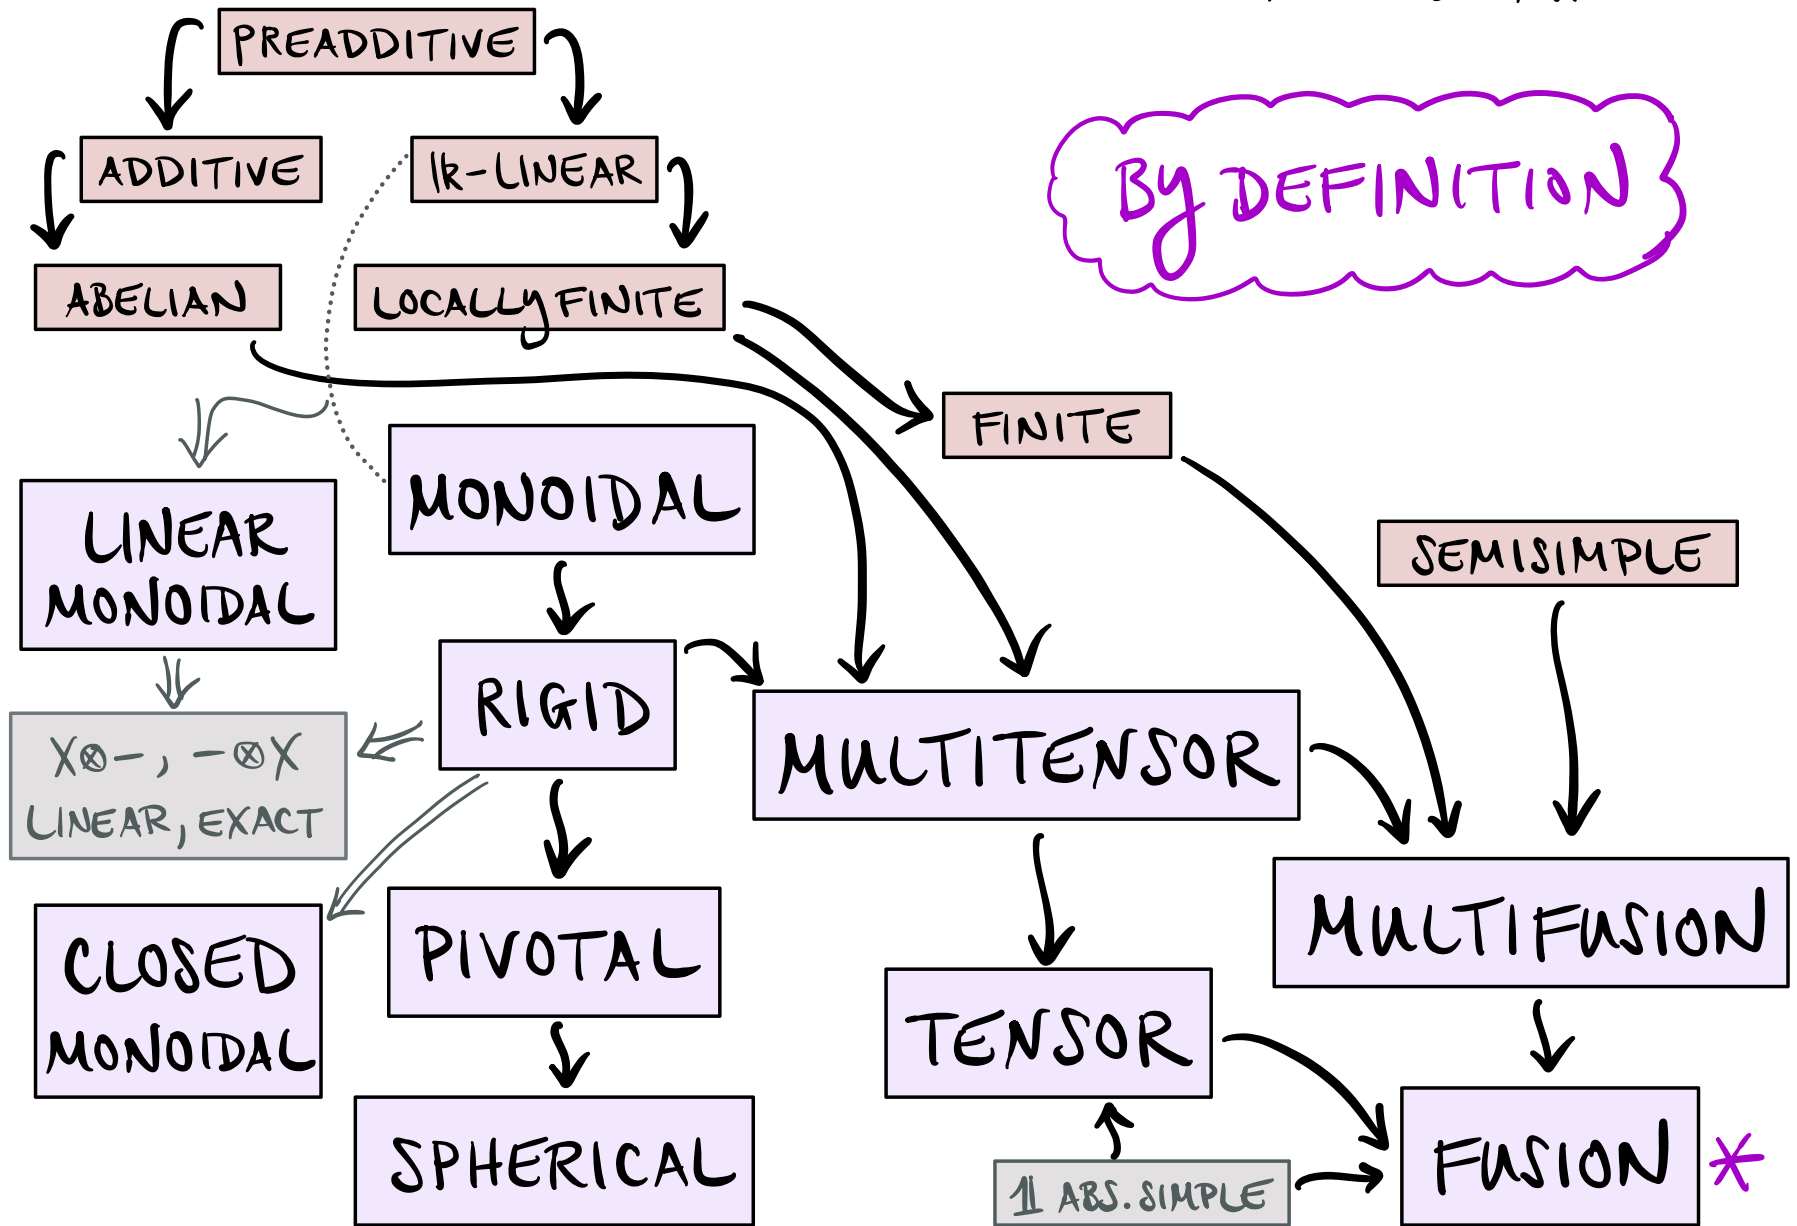 PREADDITIVE
ADDITIVE
𝕜-LINEAR
BY DEFINITION
ABELIAN
LOCALLY FINITE
FINITE
MONOIDAL
LINEAR
MONOIDAL
SEMISIMPLE
RIGID
MULTITENSOR
X⊗-, -⊗X
LINEAR, EXACT
PIVOTAL
CLOSED
MONOIDAL
MULTIFUSION
TENSOR
SPHERICAL
𝟙 ABS. SIMPLE
FUSION *